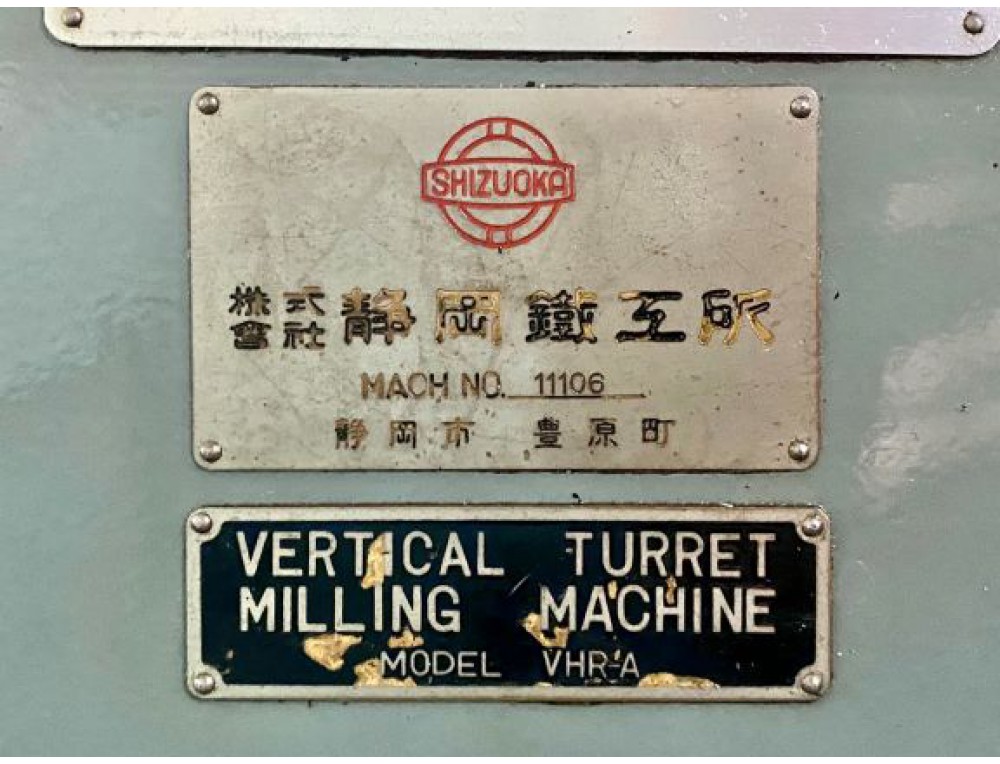 SHIZUOKA
株式會社 静岡鐵工所
MACH NO. 11106
静岡市 豊原町
VERTICAL TURRET
MILLING MACHINE
MODEL VHR-A